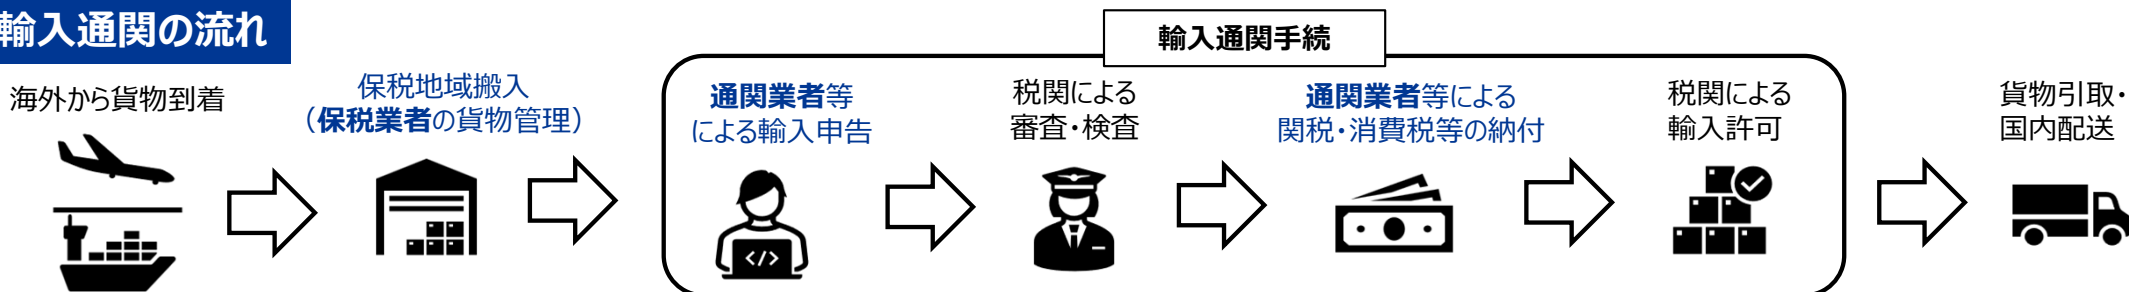 輸入通関の流れ
輸入通関手続
海外から貨物到着
保税地域搬入
（保税業者の貨物管理）
通関業者等
による輸入申告
税関による
審査・検査
通関業者等による
関税・消費税等の納付
税関による
輸入許可
貨物引取・
国内配送